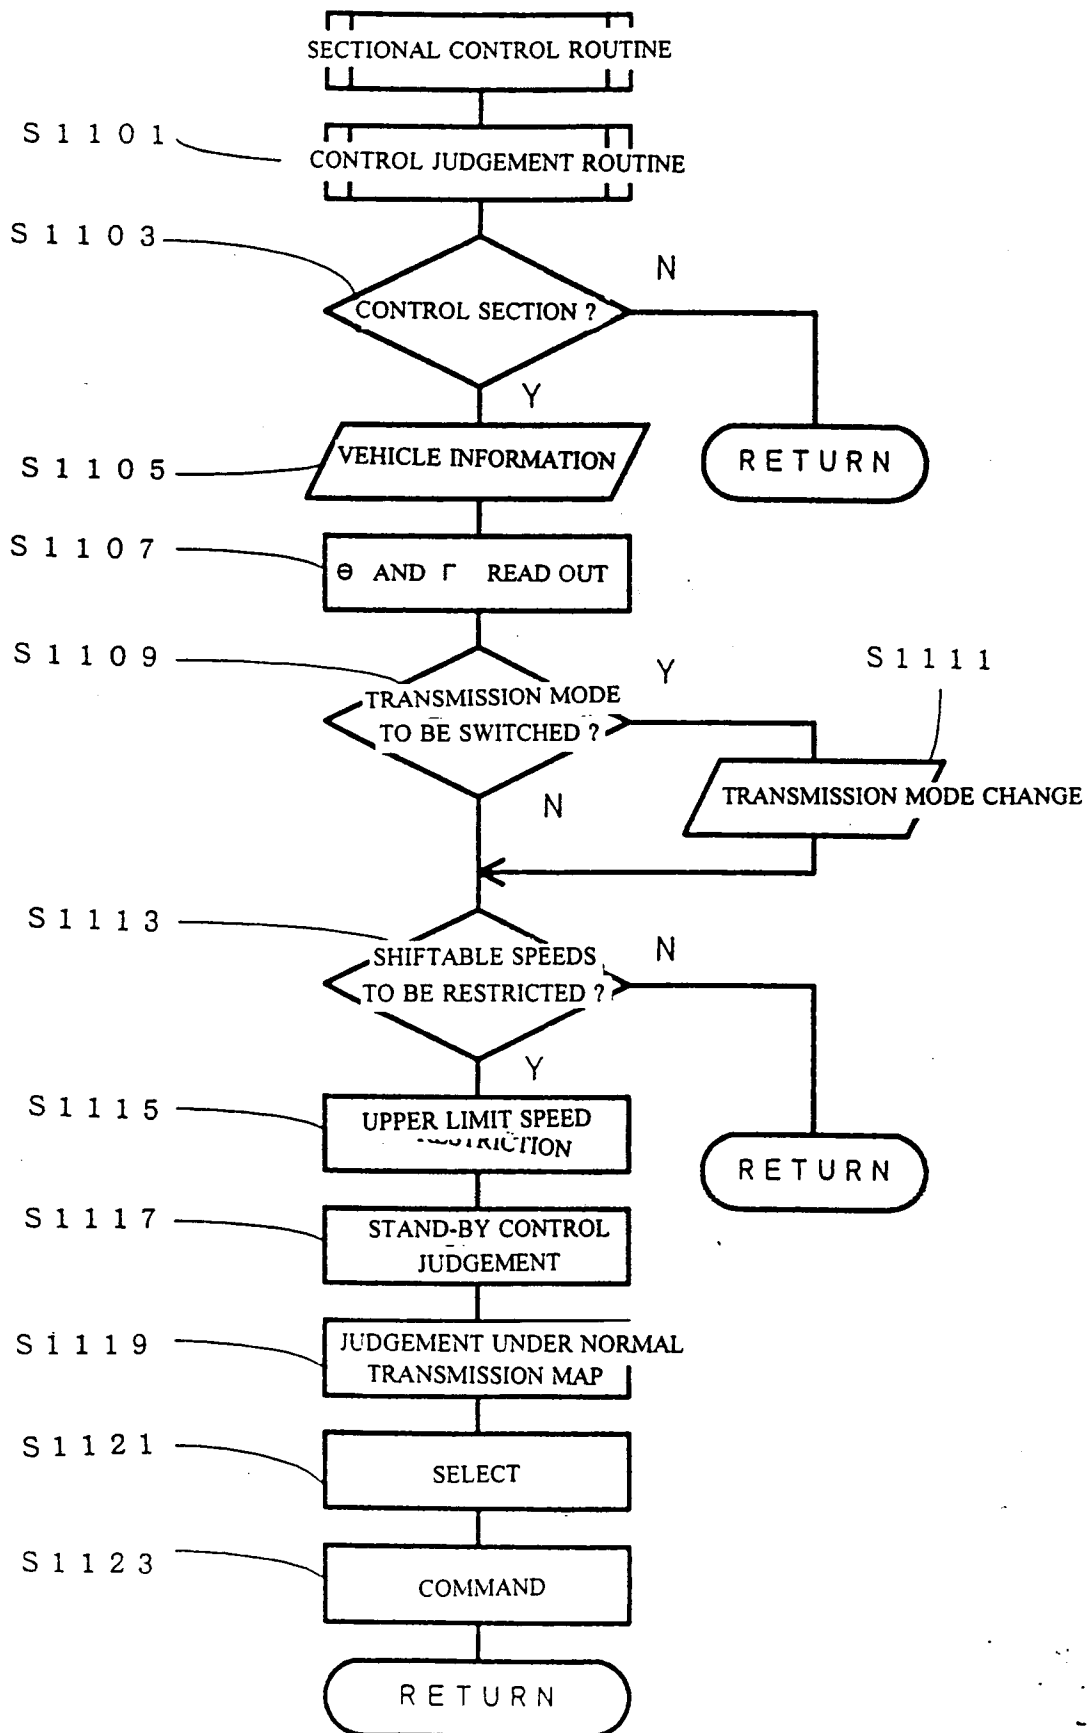 SECTIONAL CONTROL ROUTINE
S1101
CONTROL JUDGEMENT ROUTINE
S1103
N
CONTROL SECTION ?
Y
S1105
VEHICLE INFORMATION
RETURN
S1107
Θ AND Γ READ OUT
S1109
Y
S1111
TRANSMISSION MODE
TO BE SWITCHED ?
TRANSMISSION MODE CHANGE
N
S1113
N
SHIFTABLE SPEEDS
TO BE RESTRICTED ?
Y
S1115
UPPER LIMIT SPEED
RESTRICTION
RETURN
S1117
STAND-BY CONTROL
JUDGEMENT
S1119
JUDGEMENT UNDER NORMAL
TRANSMISSION MAP
S1121
SELECT
S1123
COMMAND
RETURN